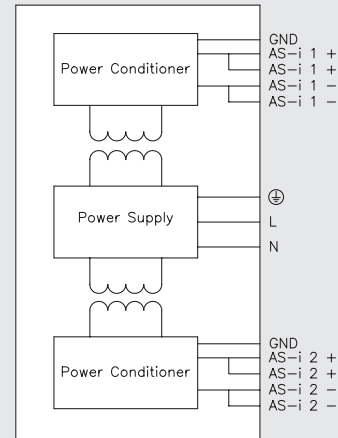 GND
AS-i 1 +
Power Conditioner
AS-i 1 +
AS-i 1 -
AS-i 1 -
Power Supply
L
N
GND
AS-i 2 +
Power Conditioner
AS-i 2 +
AS-i 2 -
AS-i 2 -